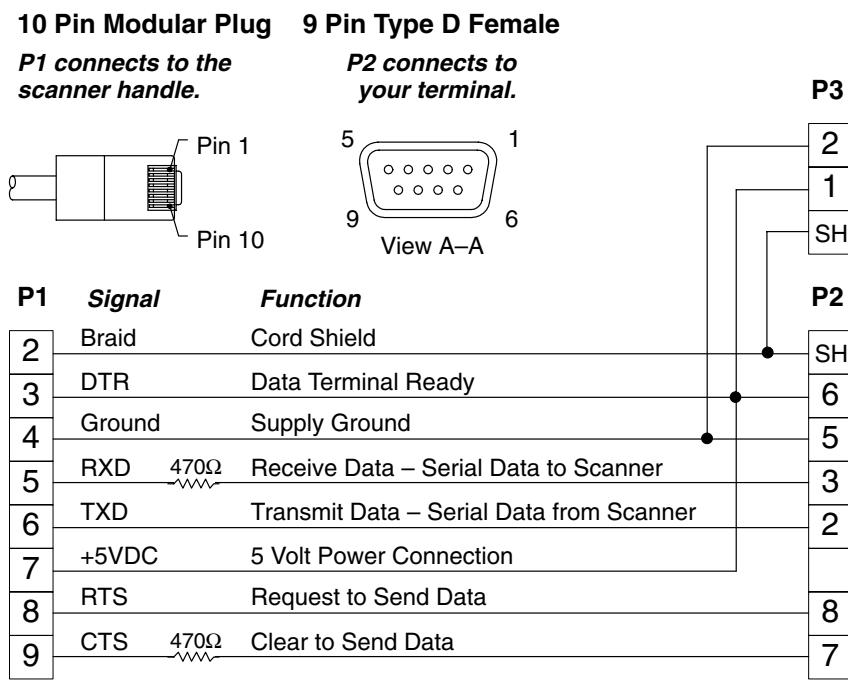 10 Pin Modular Plug
P1 connects to the
scanner handle.
Pin 1
Pin 10
9 Pin Type D Female
P2 connects to
your terminal.
5 1
9 6
View A–A
P3
2
1
SH
P1 Signal Function P2
2 Braid Cord Shield SH
3 DTR Data Terminal Ready 6
4 Ground Supply Ground 5
5 RXD 470Ω Receive Data – Serial Data to Scanner 3
6 TXD Transmit Data – Serial Data from Scanner 2
7 +5VDC 5 Volt Power Connection
8 RTS Request to Send Data 8
9 CTS 470Ω Clear to Send Data 7